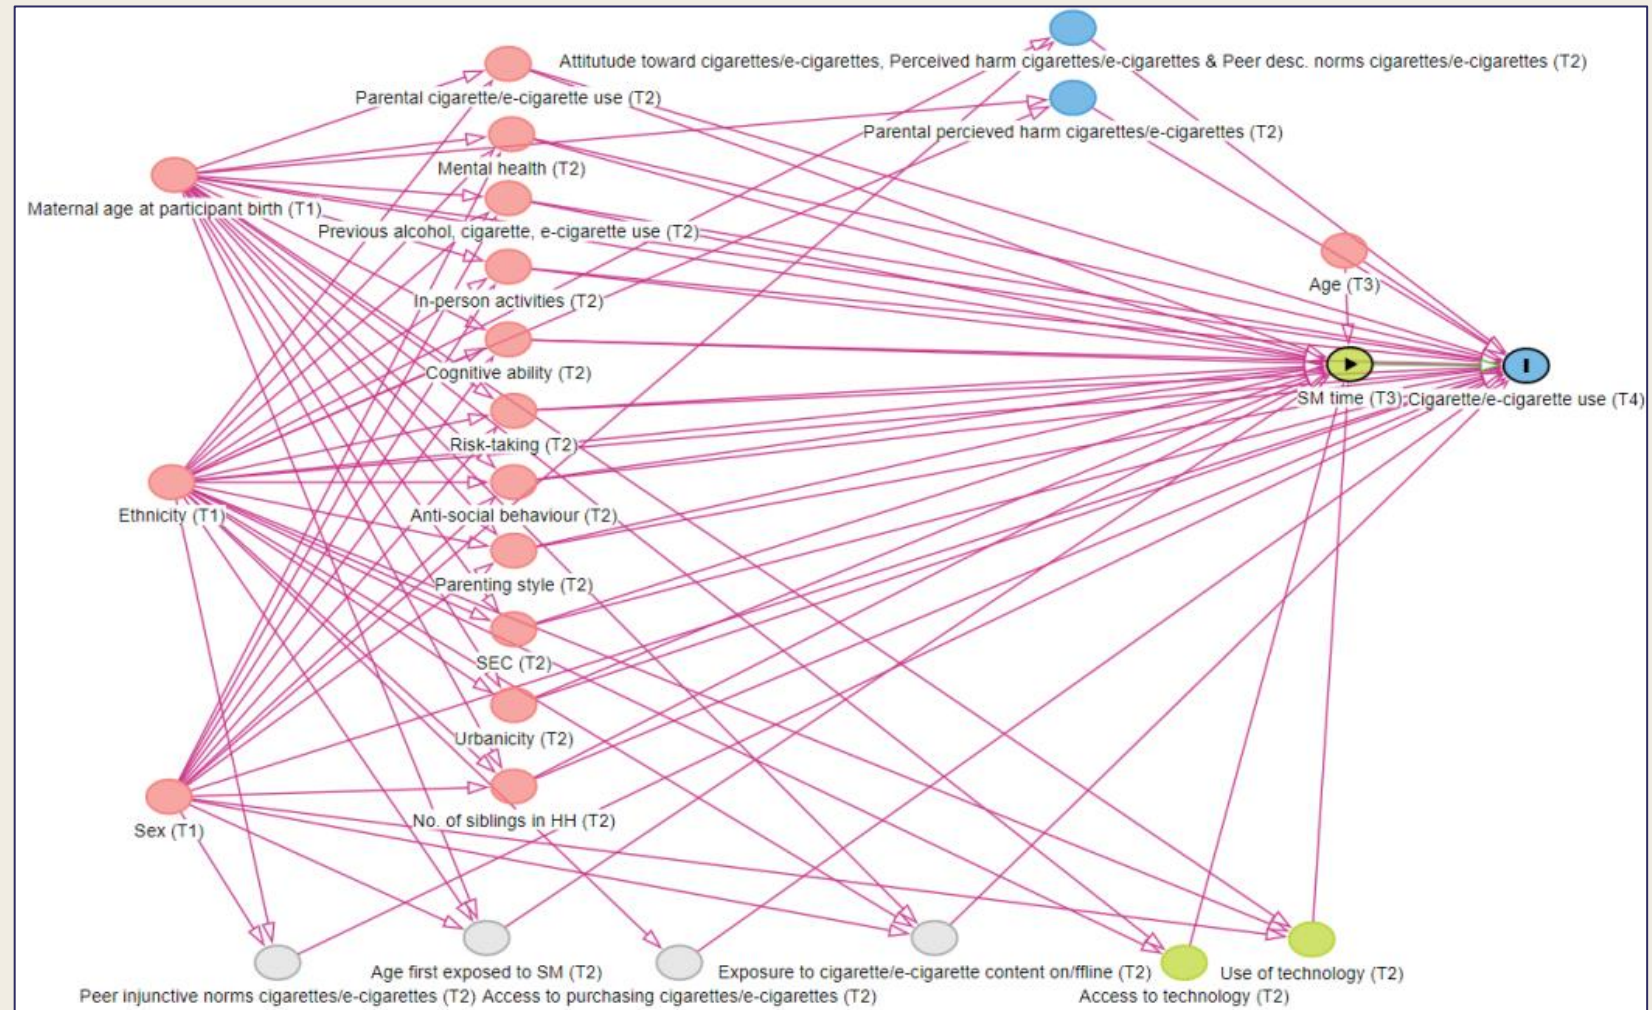 Attitutude toward cigarettes/e-cigarettes, Perceived harm cigarettes/e-cigarettes & Peer desc. norms cigarettes/e-cigarettes (T2)
Parental cigarette/e-cigarette use (T2)
Parental percieved harm cigarettes/e-cigarettes (T2)
Mental health (T2)
Maternal age at participant birth (T1)
Previous alcohol, cigarette, e-cigarette use (T2)
Age (T3)
In-person activities (T2)
Cognitive ability (T2)
SM time (T3)
Cigarette/e-cigarette use (T4)
Risk-taking (T2)
Ethnicity (T1)
Anti-social behaviour (T2)
Parenting style (T2)
SEC (T2)
Urbanicity (T2)
No. of siblings in HH (T2)
Sex (T1)
Age first exposed to SM (T2)
Exposure to cigarette/e-cigarette content on/ffline (T2)
Use of technology (T2)
Peer injunctive norms cigarettes/e-cigarettes (T2)
Access to purchasing cigarettes/e-cigarettes (T2)
Access to technology (T2)